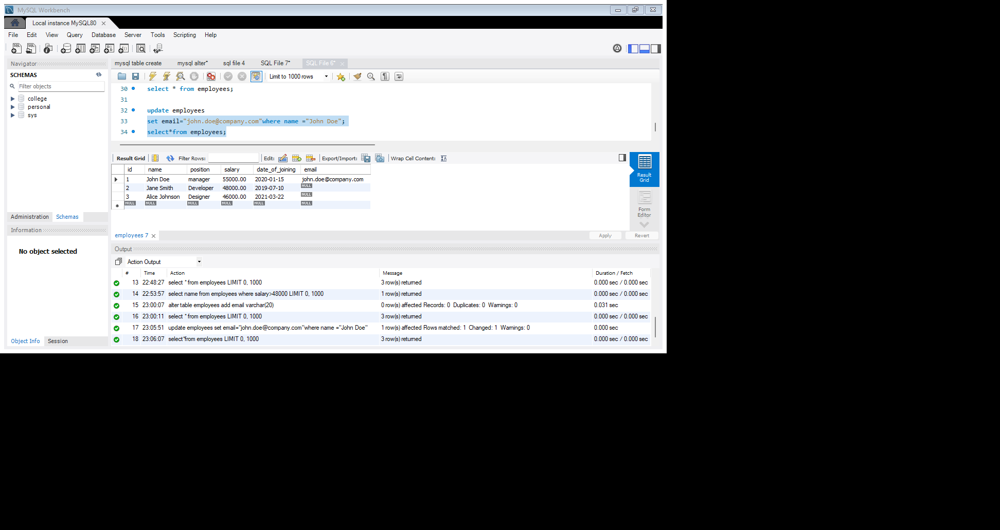 MySQL Workbench
Local instance MySQL80
File Edit View Query Database Server Tools Scripting Help
Navigator
SCHEMAS
Filter objects
college
personal
sys
Administration Schemas
Information
No object selected
Object Info Session
mysql table create mysql alter* sql file 4 SQL File 7* SQL File 6*
Limit to 1000 rows
30 select * from employees;
31
32 update employees
33 set email="john.doe@company.com"where name ="John Doe";
34 select*from employees;
Result Grid Filter Rows: Edit: Export/Import: Wrap Cell Content:
id name position salary date_of_joining email
1 John Doe manager 55000.00 2020-01-15 john.doe@company.com
2 Jane Smith Developer 48000.00 2019-07-10 NULL
3 Alice Johnson Designer 46000.00 2021-03-22 NULL
NULL NULL NULL NULL NULL NULL
Result
Grid
Form
Editor
employees 7
Apply Revert
Output
Action Output
# Time Action Message Duration / Fetch
13 22:48:27 select * from employees LIMIT 0, 1000 3 row(s) returned 0.000 sec / 0.000 sec
14 22:53:57 select name from employees where salary>48000 LIMIT 0, 1000 1 row(s) returned 0.000 sec / 0.000 sec
15 23:00:07 alter table employees add email varchar(20) 0 row(s) affected Records: 0 Duplicates: 0 Warnings: 0 0.031 sec
16 23:00:11 select * from employees LIMIT 0, 1000 3 row(s) returned 0.000 sec / 0.000 sec
17 23:05:51 update employees set email="john.doe@company.com"where name ="John Doe" 1 row(s) affected Rows matched: 1 Changed: 1 Warnings: 0 0.000 sec
18 23:06:07 select*from employees LIMIT 0, 1000 3 row(s) returned 0.000 sec / 0.000 sec